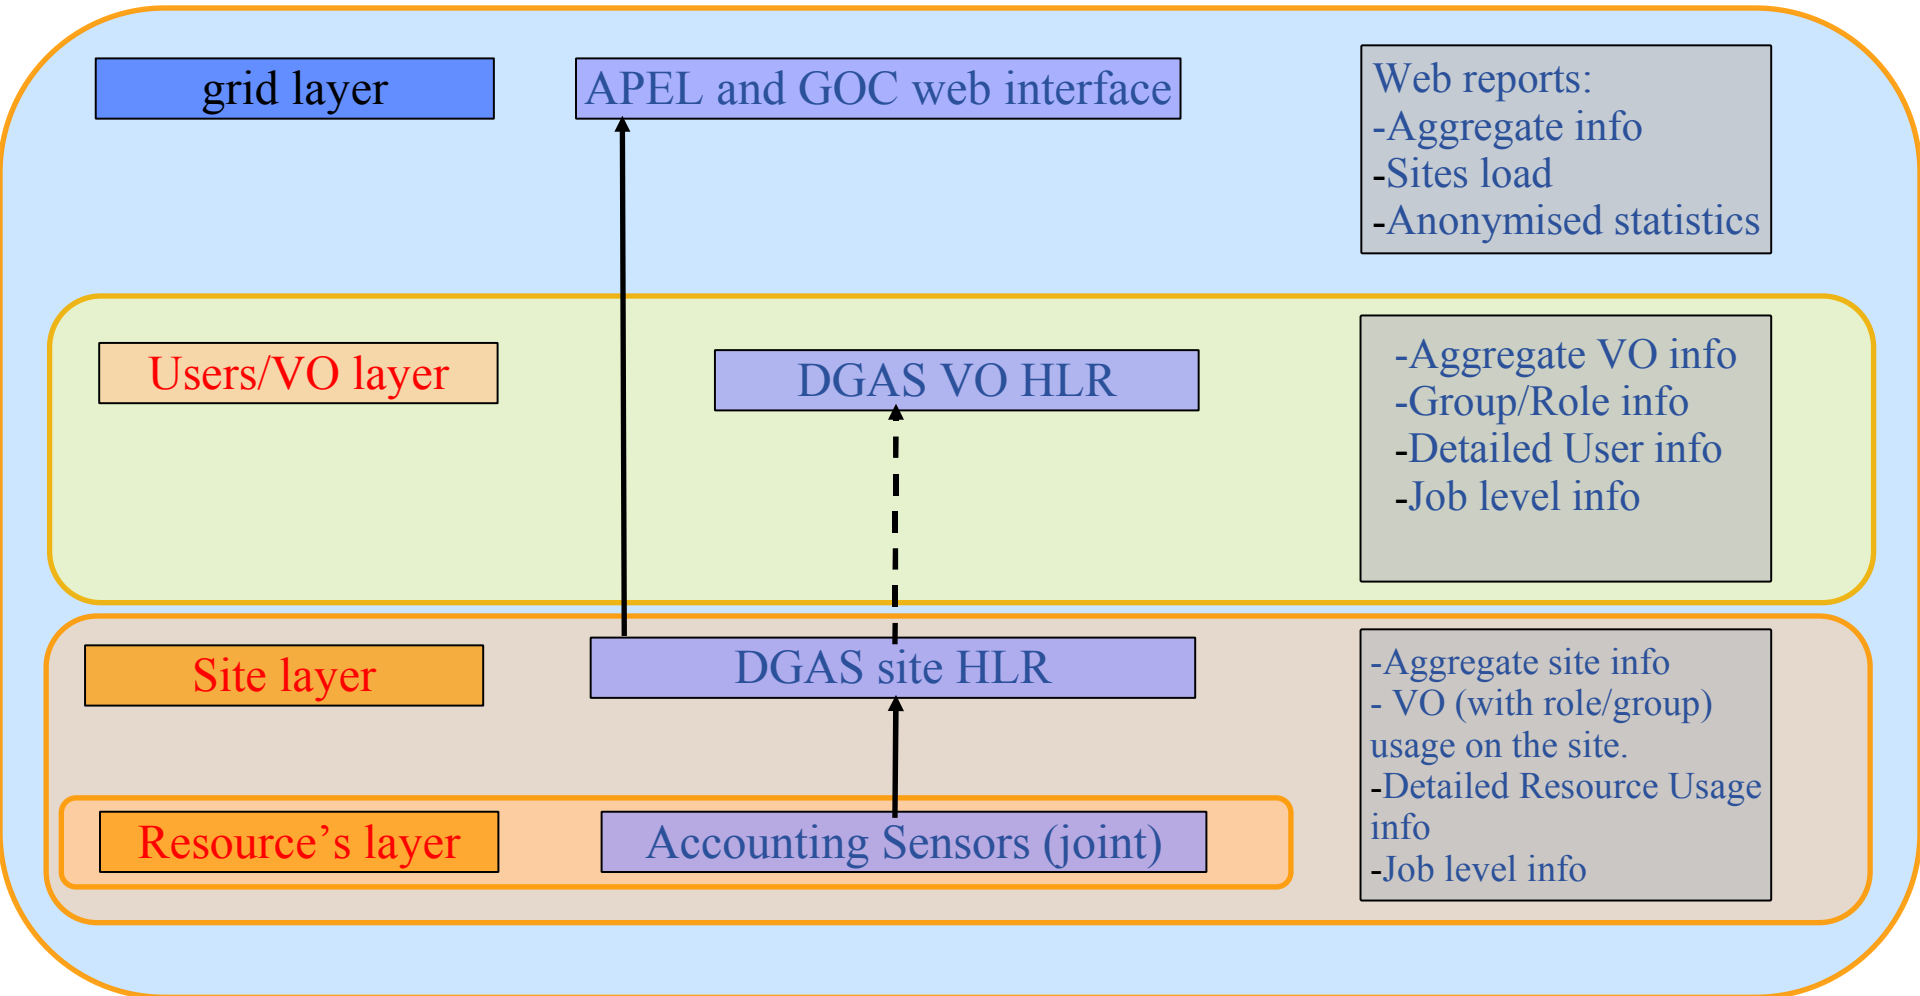 grid layer
APEL and GOC web interface
Web reports:
-Aggregate info
-Sites load
-Anonymised statistics
Users/VO layer
DGAS VO HLR
-Aggregate VO info
-Group/Role info
-Detailed User info
-Job level info
Site layer
DGAS site HLR
-Aggregate site info
- VO (with role/group)
usage on the site.
-Detailed Resource Usage
info
-Job level info
Resource’s layer
Accounting Sensors (joint)